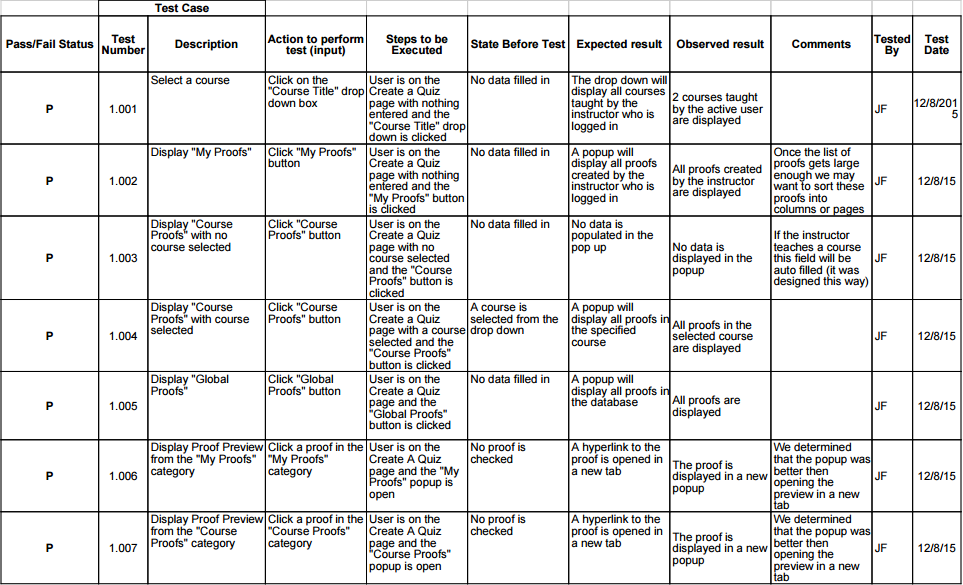 Test Case
Pass/Fail Status
Test
Number
Description
Action to perform
test (input)
Steps to be
Executed
State Before Test
Expected result
Observed result
Comments
Tested
By
Test
Date
P
1.001
Select a course
Click on the
"Course Title" drop
down box
User is on the
Create a Quiz
page with nothing
entered and the
"Course Title" drop
down is clicked
No data filled in
The drop down will
display all courses
taught by the
instructor who is
logged in
2 courses taught
by the active user
are displayed
JF
12/8/201
5
P
1.002
Display "My Proofs"
Click "My Proofs"
button
User is on the
Create a Quiz
page with nothing
entered and the
"My Proofs" button
is clicked
No data filled in
A popup will
display all proofs
created by the
instructor who is
logged in
All proofs created
by the instructor
are displayed
Once the list of
proofs gets large
enough we may
want to sort these
proofs into
columns or pages
JF
12/8/15
P
1.003
Display "Course
Proofs" with no
course selected
Click "Course
Proofs" button
User is on the
Create a Quiz
page with no
course selected
and the "Course
Proofs" button is
clicked
No data filled in
No data is
populated in the
pop up
No data is
displayed in the
popup
If the instructor
teaches a course
this field will be
auto filled (it was
designed this way)
JF
12/8/15
P
1.004
Display "Course
Proofs" with course
selected
Click "Course
Proofs" button
User is on the
Create a Quiz
page with a course
selected and the
"Course Proofs"
button is clicked
A course is
selected from the
drop down
A popup will
display all proofs in
the specified
course
All proofs in the
selected course
are displayed
JF
12/8/15
P
1.005
Display "Global
Proofs"
Click "Global
Proofs" button
User is on the
Create a Quiz
page and the
"Global Proofs"
button is clicked
No data filled in
A popup will
display all proofs in
the database
All proofs are
displayed
JF
12/8/15
P
1.006
Display Proof Preview
from the "My Proofs"
category
Click a proof in the
"My Proofs"
category
User is on the
Create A Quiz
page and the "My
Proofs" popup is
open
No proof is
checked
A hyperlink to the
proof is opened in
a new tab
The proof is
displayed in a new
popup
We determined
that the popup was
better then
opening the
preview in a new
tab
JF
12/8/15
P
1.007
Display Proof Preview
from the "Course
Proofs" category
Click a proof in the
"Course Proofs"
category
User is on the
Create A Quiz
page and the
"Course Proofs"
popup is open
No proof is
checked
A hyperlink to the
proof is opened in
a new tab
The proof is
displayed in a new
popup
We determined
that the popup was
better then
opening the
preview in a new
tab
JF
12/8/15